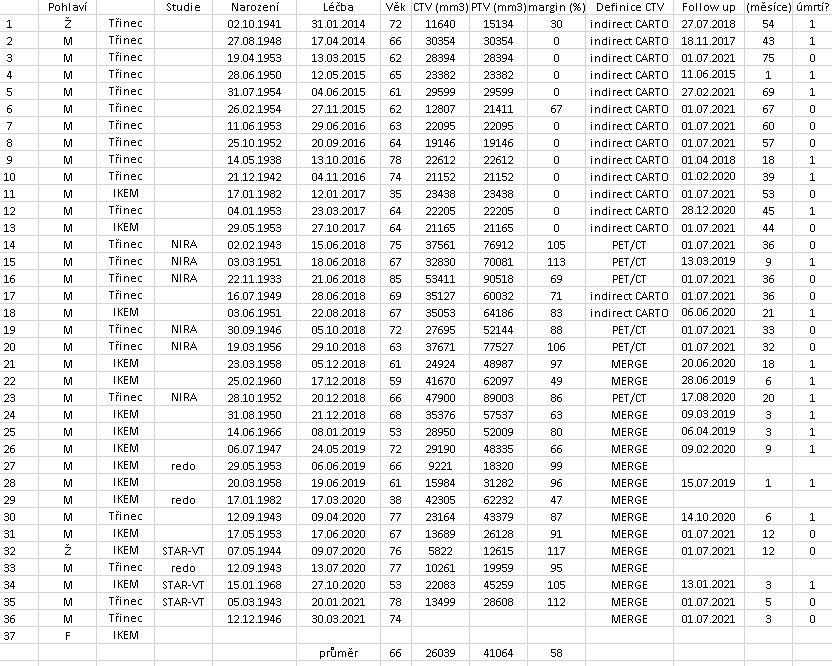 Pohlaví Studie Narození Léčba Věk CTV (mm3) PTV (mm3) margin (%) Definice CTV Follow up (měsíce) úmrtí?
1 Ž Třinec 02.10.1941 31.01.2014 72 11640 15134 30 indirect CARTO 27.07.2018 54 1
2 M Třinec 27.08.1948 17.04.2014 66 30354 30354 0 indirect CARTO 18.11.2017 43 1
3 M Třinec 19.04.1953 13.03.2015 62 28394 28394 0 indirect CARTO 01.07.2021 75 0
4 M Třinec 28.06.1950 12.05.2015 65 23382 23382 0 indirect CARTO 11.06.2015 1 1
5 M Třinec 31.07.1954 04.06.2015 61 29599 29599 0 indirect CARTO 27.02.2021 69 1
6 M Třinec 26.02.1954 27.11.2015 62 12807 21411 67 indirect CARTO 01.07.2021 67 0
7 M Třinec 11.06.1953 29.06.2016 63 22095 22095 0 indirect CARTO 01.07.2021 60 0
8 M Třinec 25.10.1952 20.09.2016 64 19146 19146 0 indirect CARTO 01.07.2021 57 0
9 M Třinec 14.05.1938 13.10.2016 78 22612 22612 0 indirect CARTO 01.04.2018 18 1
10 M Třinec 21.12.1942 04.11.2016 74 21152 21152 0 indirect CARTO 01.02.2020 39 1
11 M IKEM 17.01.1982 12.01.2017 35 23438 23438 0 indirect CARTO 01.07.2021 53 0
12 M Třinec 04.01.1953 23.03.2017 64 22205 22205 0 indirect CARTO 28.12.2020 45 1
13 M IKEM 29.05.1953 27.10.2017 64 21165 21165 0 indirect CARTO 01.07.2021 44 0
14 M Třinec NIRA 02.02.1943 15.06.2018 75 37561 76912 105 PET/CT 01.07.2021 36 0
15 M Třinec NIRA 03.03.1951 18.06.2018 67 32830 70081 113 PET/CT 13.03.2019 9 1
16 M Třinec NIRA 22.11.1933 21.06.2018 85 53411 90518 69 PET/CT 01.07.2021 36 0
17 M Třinec 16.07.1949 28.06.2018 69 35127 60032 71 indirect CARTO 01.07.2021 36 0
18 M IKEM 03.06.1951 22.08.2018 67 35053 64186 83 indirect CARTO 06.06.2020 21 1
19 M Třinec NIRA 30.09.1946 05.10.2018 72 27695 52144 88 PET/CT 01.07.2021 33 0
20 M Třinec NIRA 19.03.1956 29.10.2018 63 37671 77527 106 PET/CT 01.07.2021 32 0
21 M IKEM 23.03.1958 05.12.2018 61 24924 48987 97 MERGE 20.06.2020 18 1
22 M IKEM 25.02.1960 17.12.2018 59 41670 62097 49 MERGE 28.06.2019 6 1
23 M Třinec NIRA 28.10.1952 20.12.2018 66 47900 89003 86 PET/CT 17.08.2020 20 1
24 M IKEM 31.08.1950 21.12.2018 68 35376 57537 63 MERGE 09.03.2019 3 1
25 M IKEM 14.06.1966 08.01.2019 53 28950 52009 80 MERGE 06.04.2019 3 1
26 M IKEM 06.07.1947 24.05.2019 72 29190 48335 66 MERGE 09.02.2020 9 1
27 M IKEM redo 29.05.1953 06.06.2019 66 9221 18320 99 MERGE
28 M IKEM 20.03.1958 19.06.2019 61 15984 31282 96 MERGE 15.07.2019 1 1
29 M IKEM redo 17.01.1982 17.03.2020 38 42305 62232 47 MERGE
30 M Třinec 12.09.1943 09.04.2020 77 23164 43379 87 MERGE 14.10.2020 6 1
31 M IKEM 17.05.1953 17.06.2020 67 13689 26128 91 MERGE 01.07.2021 12 0
32 Ž IKEM STAR-VT 07.05.1944 09.07.2020 76 5822 12615 117 MERGE 01.07.2021 12 0
33 M Třinec redo 12.09.1943 13.07.2020 77 10261 19959 95 MERGE
34 M IKEM STAR-VT 15.01.1968 27.10.2020 53 22083 45259 105 MERGE 13.01.2021 3 1
35 M Třinec STAR-VT 05.03.1943 20.01.2021 78 13499 28608 112 MERGE 01.07.2021 5 0
36 M Třinec 12.12.1946 30.03.2021 74 MERGE 01.07.2021 3 0
37 F IKEM
průměr 66 26039 41064 58